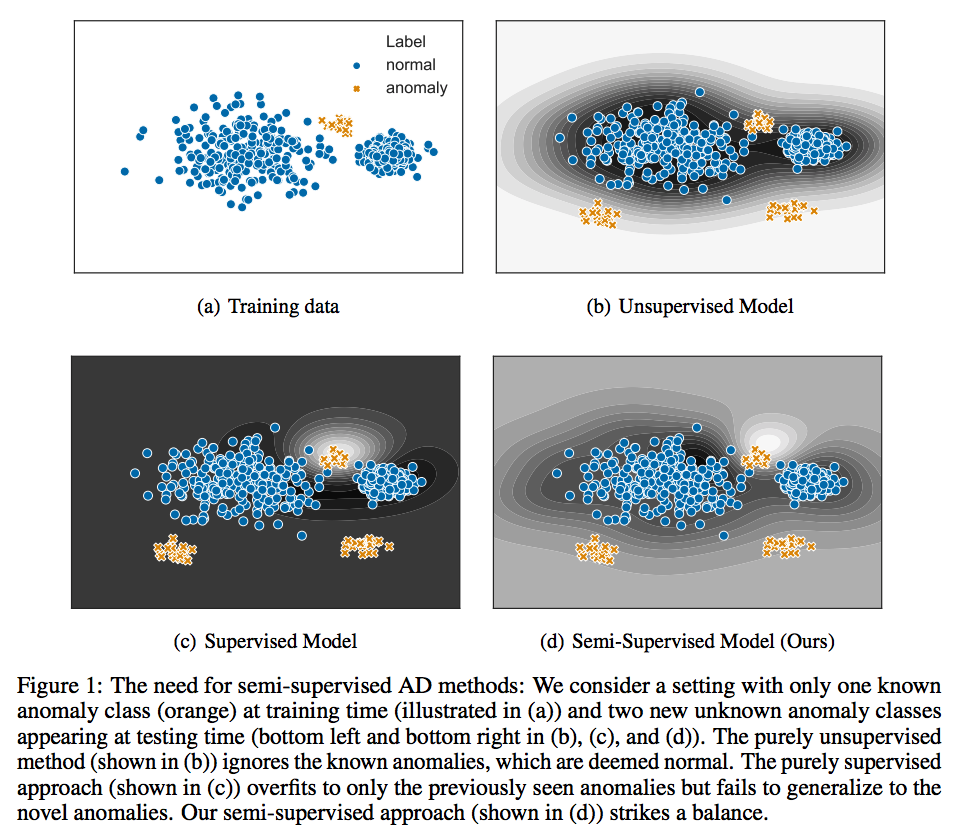 Label
normal
anomaly
(a) Training data
(b) Unsupervised Model
(c) Supervised Model
(d) Semi-Supervised Model (Ours)
Figure 1: The need for semi-supervised AD methods: We consider a setting with only one known
anomaly class (orange) at training time (illustrated in (a)) and two new unknown anomaly classes
appearing at testing time (bottom left and bottom right in (b), (c), and (d)). The purely unsupervised
method (shown in (b)) ignores the known anomalies, which are deemed normal. The purely supervised
approach (shown in (c)) overfits to only the previously seen anomalies but fails to generalize to the
novel anomalies. Our semi-supervised approach (shown in (d)) strikes a balance.